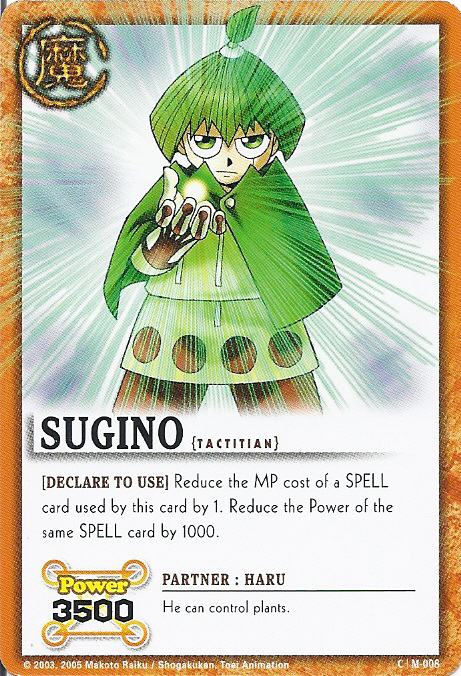 魔
SUGINO {TACTITIAN}
[DECLARE TO USE] Reduce the MP cost of a SPELL
card used by this card by 1. Reduce the Power of the
same SPELL card by 1000.
Power
3500
PARTNER : HARU
He can control plants.
© 2003, 2005 Makoto Raiku / Shogakukan, Toei Animation
C | M-008